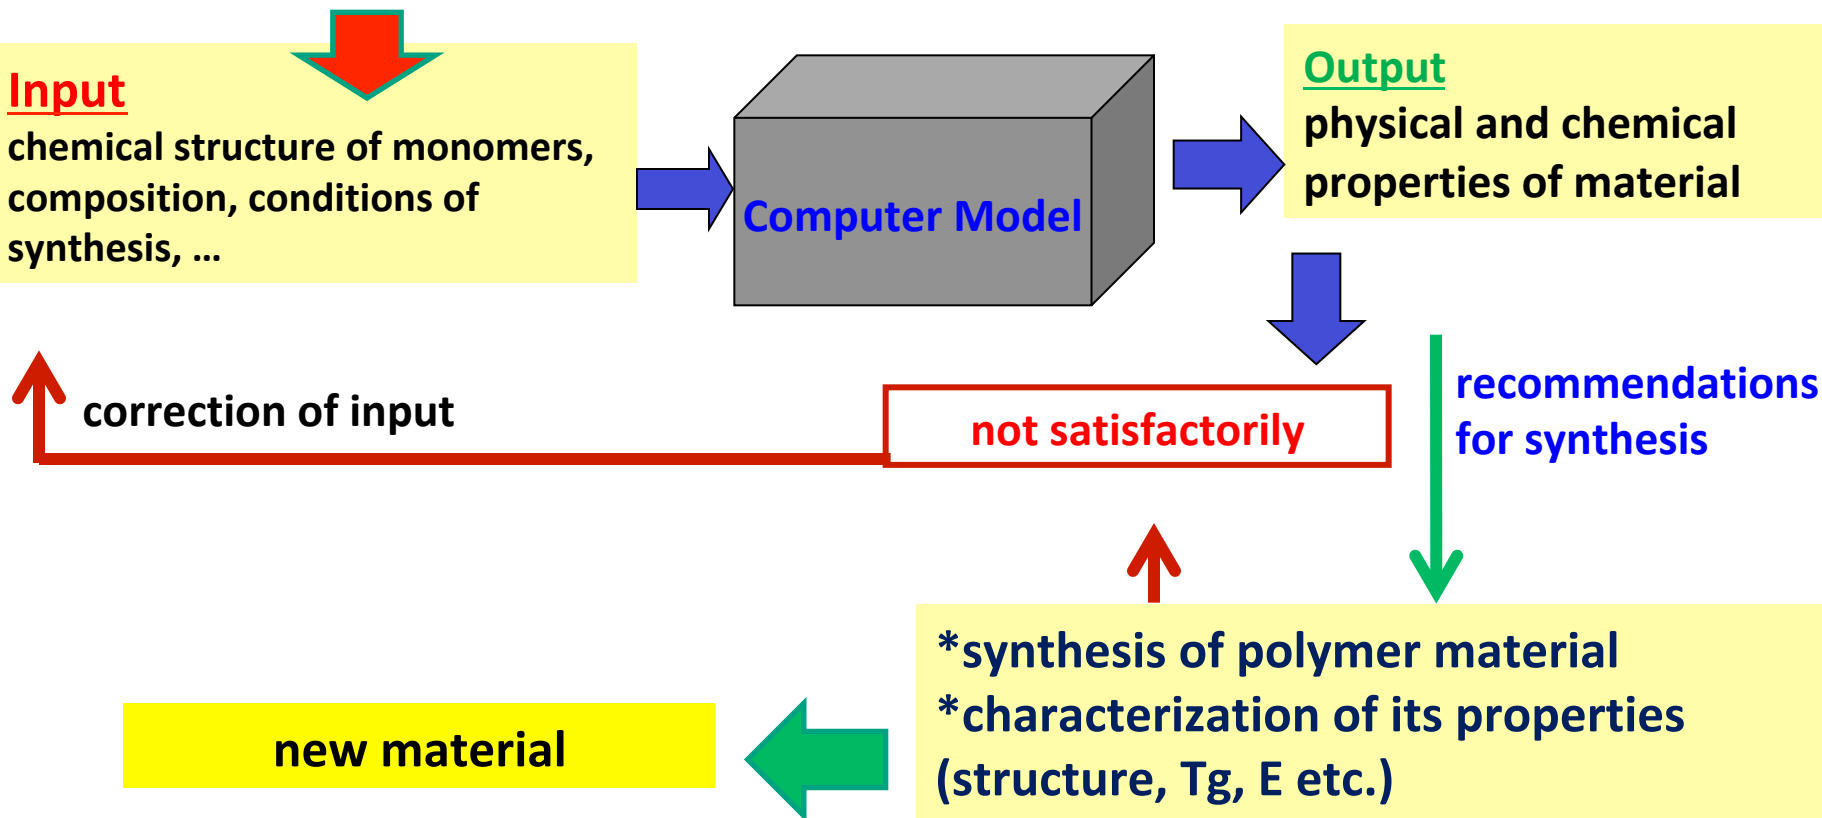 Input
chemical structure of monomers,
composition, conditions of
synthesis, ...
Computer Model
Output
physical and chemical
properties of material
correction of input
not satisfactorily
recommendations
for synthesis
*synthesis of polymer material
*characterization of its properties
(structure, Tg, E etc.)
new material